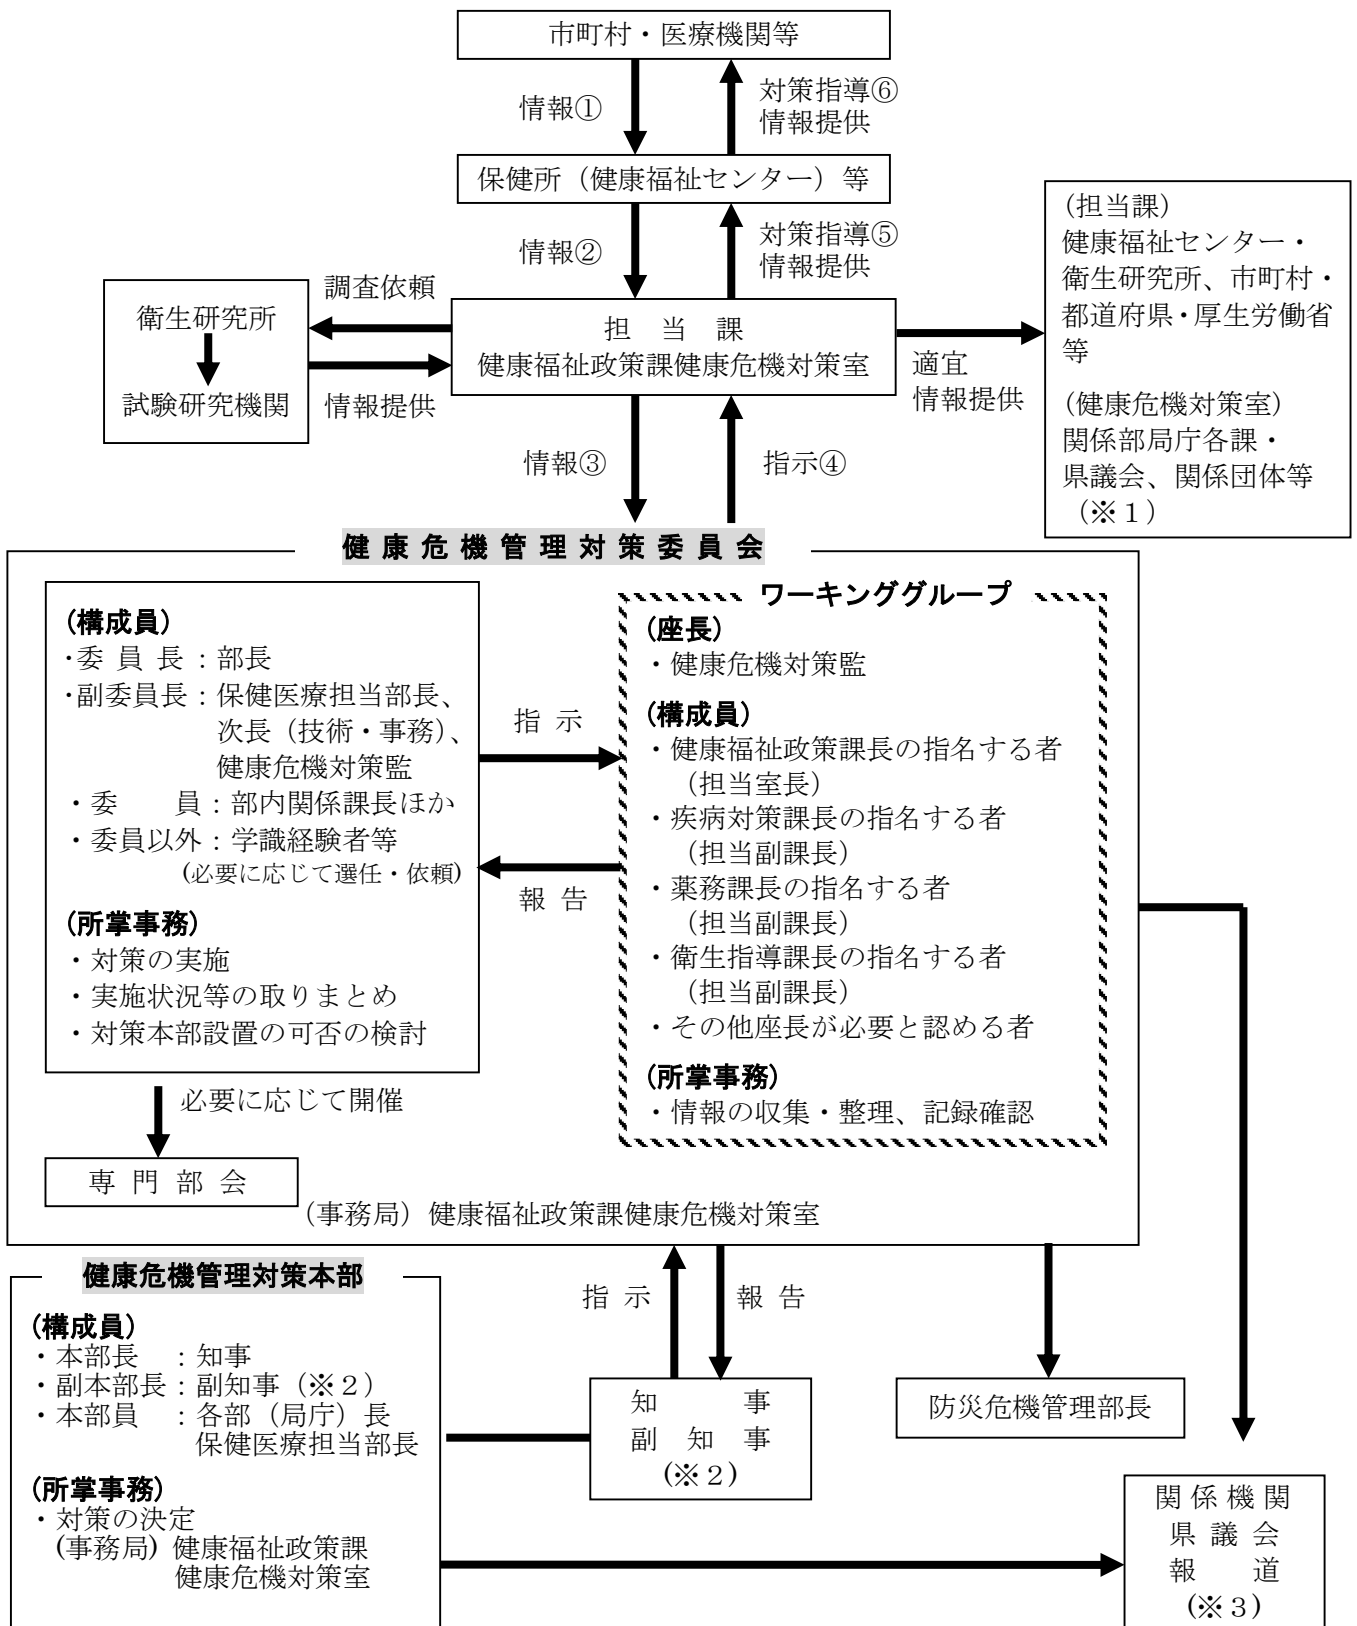 市町村・医療機関等
情報①
対策指導⑥
情報提供
保健所（健康福祉センター）等
情報②
対策指導⑤
情報提供
調査依頼
衛生研究所
試験研究機関
情報提供
担　当　課
健康福祉政策課健康危機対策室
適宜
情報提供
(担当課)
健康福祉センター・
衛生研究所、市町村・
都道府県・厚生労働省
等
(健康危機対策室)
関係部局庁各課・
県議会、関係団体等
（※１）
情報③
指示④
健康危機管理対策委員会
(構成員)
・委 員 長：部長
・副委員長：保健医療担当部長、
次長（技術・事務）、
健康危機対策監
・委　　員：部内関係課長ほか
・委員以外：学識経験者等
(必要に応じて選任・依頼)
(所掌事務)
・対策の実施
・実施状況等の取りまとめ
・対策本部設置の可否の検討
指 示
報 告
ワーキンググループ
(座長)
・健康危機対策監
(構成員)
・健康福祉政策課長の指名する者
（担当室長）
・疾病対策課長の指名する者
（担当副課長）
・薬務課長の指名する者
（担当副課長）
・衛生指導課長の指名する者
（担当副課長）
・その他座長が必要と認める者
(所掌事務)
・情報の収集・整理、記録確認
必要に応じて開催
専 門 部 会
（事務局）健康福祉政策課健康危機対策室
健康危機管理対策本部
(構成員)
・本部長　：知事
・副本部長：副知事（※２）
・本部員　：各部（局庁）長
保健医療担当部長
(所掌事務)
・対策の決定
(事務局) 健康福祉政策課
健康危機対策室
指 示
報 告
知　　事
副 知 事
(※２)
防災危機管理部長
関 係 機 関
県 議 会
報　　道
(※３)